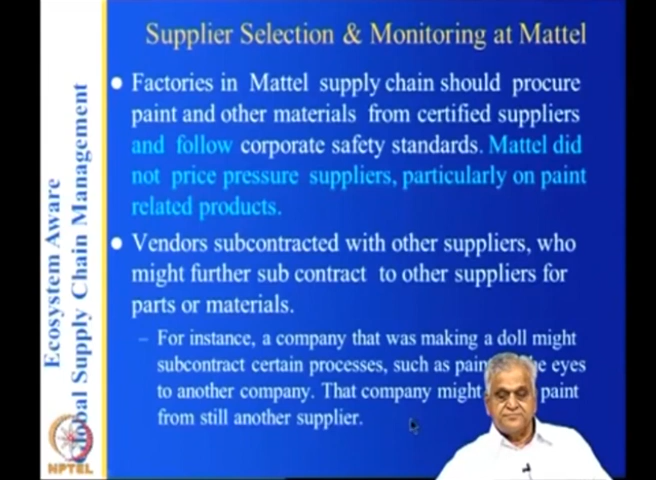 Supplier Selection & Monitoring at Mattel
Factories in Mattel supply chain should procure
paint and other materials from certified suppliers
and follow corporate safety standards. Mattel did
not price pressure suppliers, particularly on paint
related products.
Vendors subcontracted with other suppliers, who
might further sub contract to other suppliers for
parts or materials.
– For instance, a company that was making a doll might
subcontract certain processes, such as eyes
to another company. That company might paint
from still another supplier.
Ecosystem Aware
Global Supply Chain Management
NPTEL